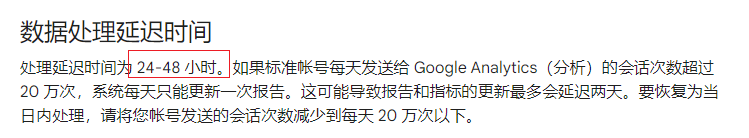 数据处理延迟时间
处理延迟时间为 24-48 小时。如果标准帐号每天发送给 Google Analytics（分析）的会话次数超过
20 万次，系统每天只能更新一次报告。这可能导致报告和指标的更新最多会延迟两天。要恢复为当
日内处理，请将您帐号发送的会话次数减少到每天 20 万次以下。